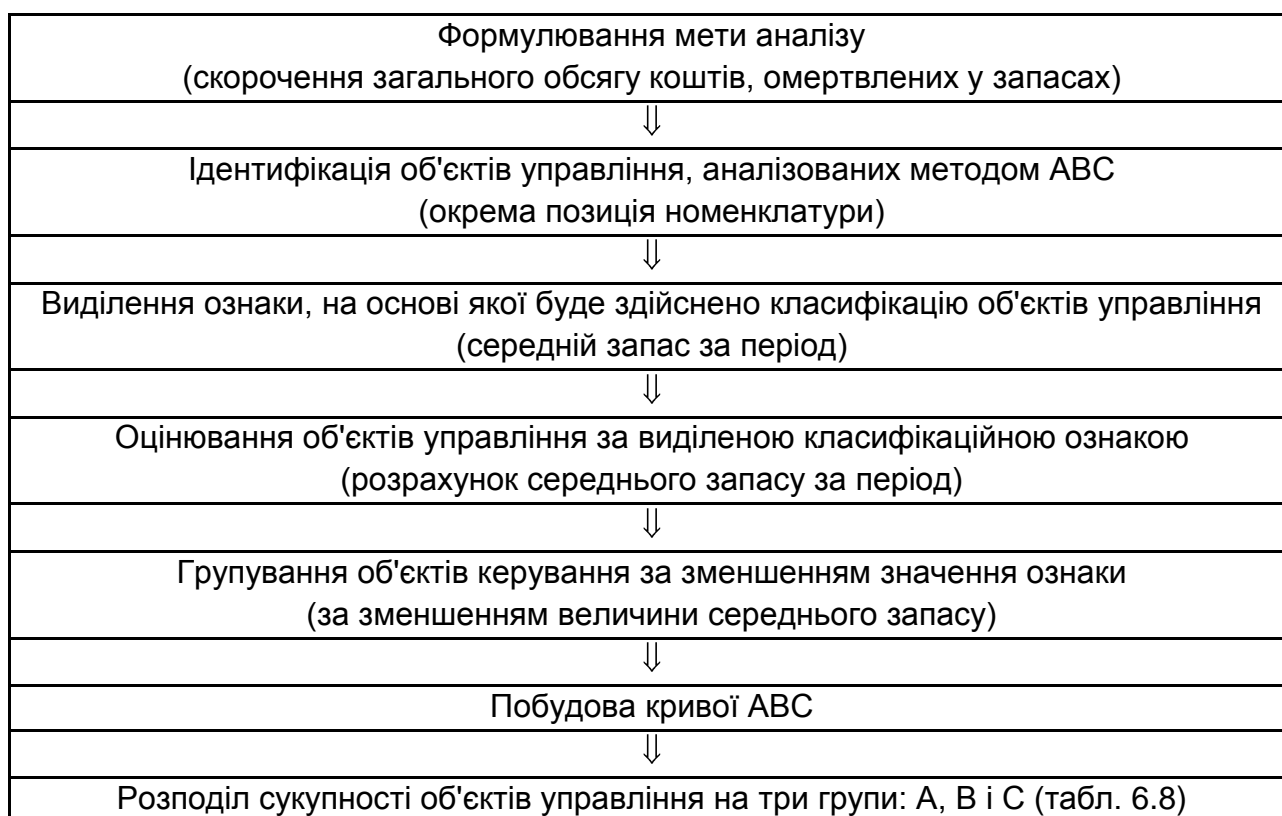 Формулювання мети аналізу
(скорочення загального обсягу коштів, омертвлених у запасах)
⇓
Ідентифікація об'єктів управління, аналізованих методом АВС
(окрема позиція номенклатури)
⇓
Виділення ознаки, на основі якої буде здійснено класифікацію об'єктів управління
(середній запас за період)
⇓
Оцінювання об'єктів управління за виділеною класифікаційною ознакою
(розрахунок середнього запасу за період)
⇓
Групування об'єктів керування за зменшенням значення ознаки
(за зменшенням величини середнього запасу)
⇓
Побудова кривої АВС
⇓
Розподіл сукупності об'єктів управління на три групи: А, В і С (табл. 6.8)